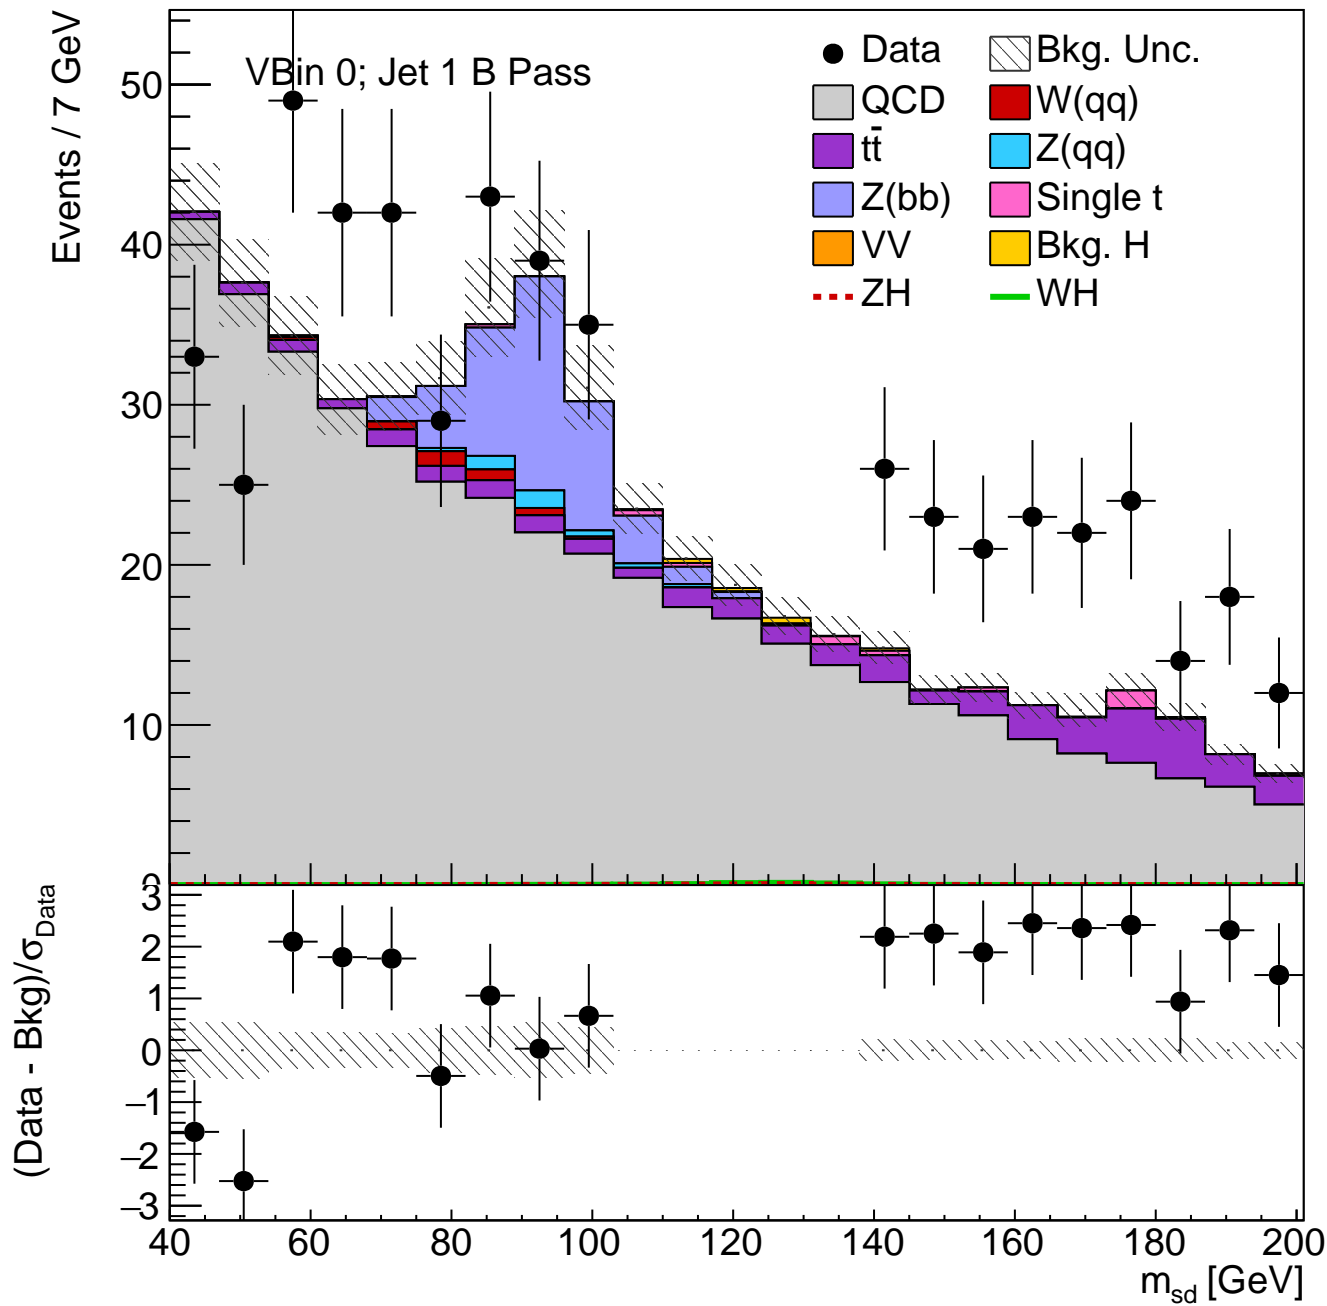 Events / 7 GeV
VBin 0; Jet 1 B Pass
Data
Bkg. Unc.
QCD
W(qq)
tt̄
Z(qq)
Z(bb)
Single t
VV
Bkg. H
ZH
WH
50
40
30
20
10
0
(Data - Bkg)/σ_Data
3
2
1
0
−1
−2
−3
40 60 80 100 120 140 160 180 200
m_sd [GeV]